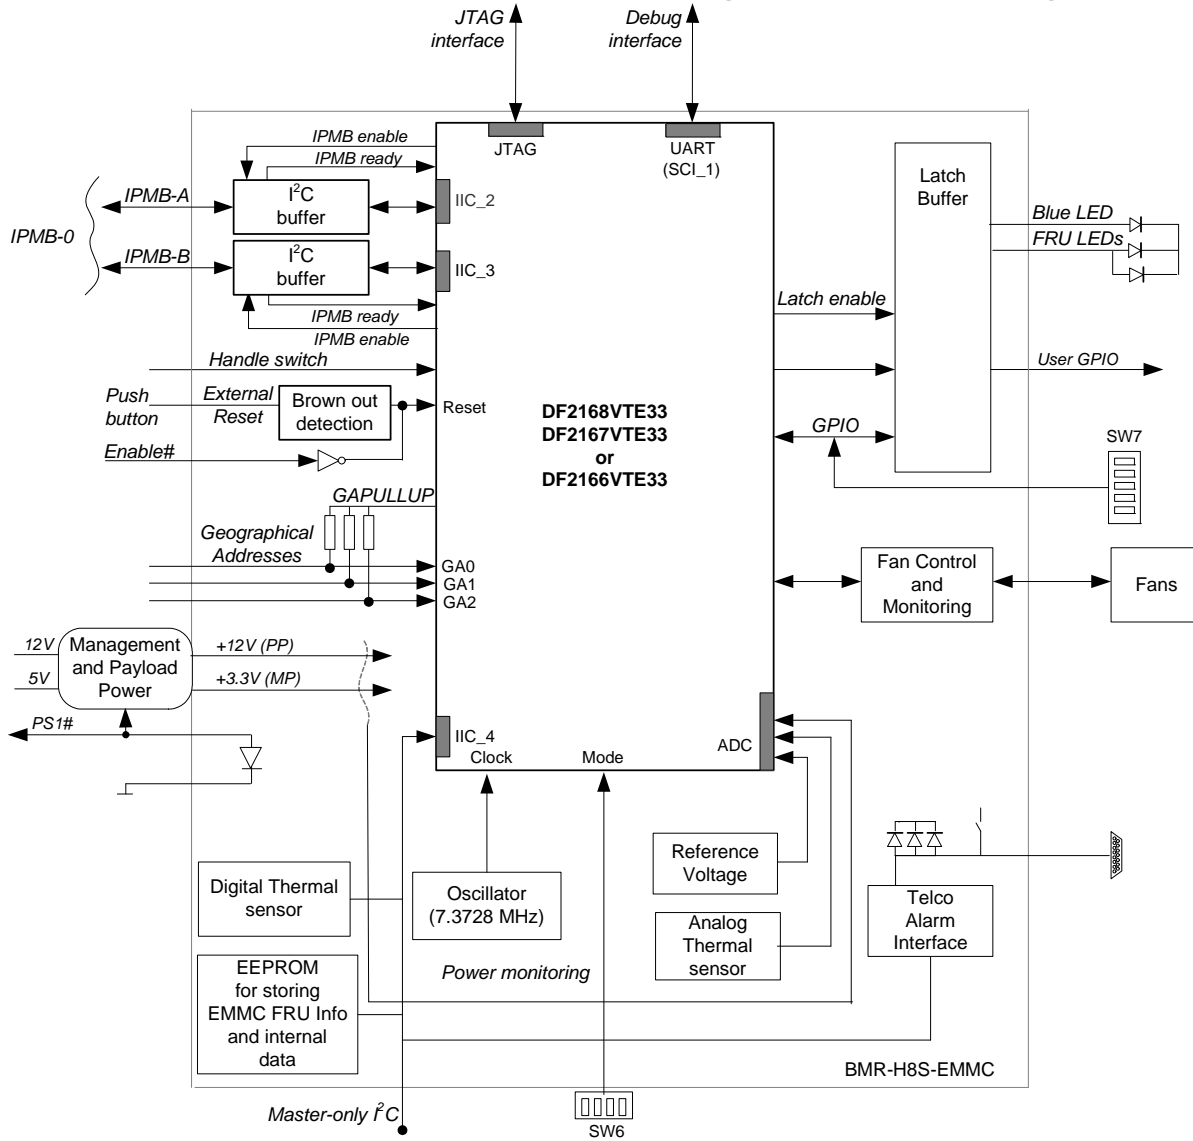 JTAG
interface
Debug
interface
IPMB enable
IPMB ready
JTAG
UART
(SCI_1)
Latch
Buffer
IPMB-0
IPMB-A
I²C
buffer
IIC_2
IPMB-B
I²C
buffer
IIC_3
Blue LED
FRU LEDs
IPMB ready
IPMB enable
Latch enable
Handle switch
User GPIO
Push
button
External
Reset
Brown out
detection
Reset
Enable#
DF2168VTE33
DF2167VTE33
or
DF2166VTE33
GPIO
SW7
GAPULLUP
Geographical
Addresses
GA0
GA1
GA2
Fan Control
and
Monitoring
Fans
12V
5V
Management
and Payload
Power
+12V (PP)
+3.3V (MP)
PS1#
IIC_4
Clock
Mode
ADC
Digital Thermal
sensor
Oscillator
(7.3728 MHz)
Reference
Voltage
Analog
Thermal
sensor
Telco
Alarm
Interface
EEPROM
for storing
EMMC FRU Info
and internal
data
Power monitoring
BMR-H8S-EMMC
Master-only I²C
SW6